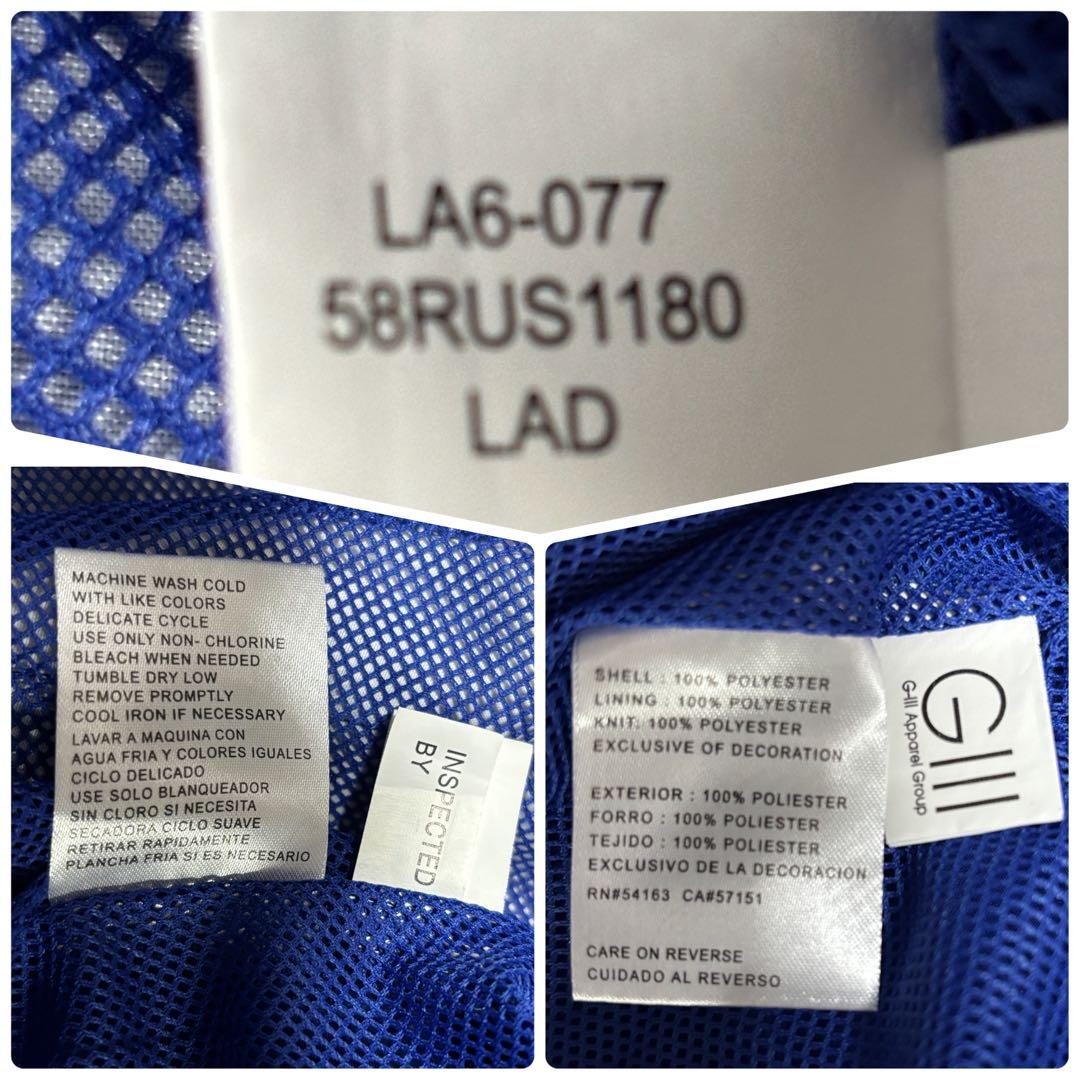 LA6-077
58RUS1180
LAD
MACHINE WASH COLD
WITH LIKE COLORS
DELICATE CYCLE
USE ONLY NON- CHLORINE
BLEACH WHEN NEEDED
TUMBLE DRY LOW
REMOVE PROMPTLY
COOL IRON IF NECESSARY
LAVAR A MAQUINA CON
AGUA FRIA Y COLORES IGUALES
CICLO DELICADO
USE SOLO BLANQUEADOR
SIN CLORO SI NECESITA
SECADORA CICLO SUAVE
RETIRAR RAPIDAMENTE
PLANCHA FRIA SI ES NECESARIO
INSPECTED
BY
SHELL : 100% POLYESTER
LINING : 100% POLYESTER
KNIT: 100% POLYESTER
EXCLUSIVE OF DECORATION
EXTERIOR : 100% POLIESTER
FORRO : 100% POLIESTER
TEJIDO : 100% POLIESTER
EXCLUSIVO DE LA DECORACION
RN#54163 CA#57151
CARE ON REVERSE
CUIDADO AL REVERSO
GIII
G-III Apparel Group